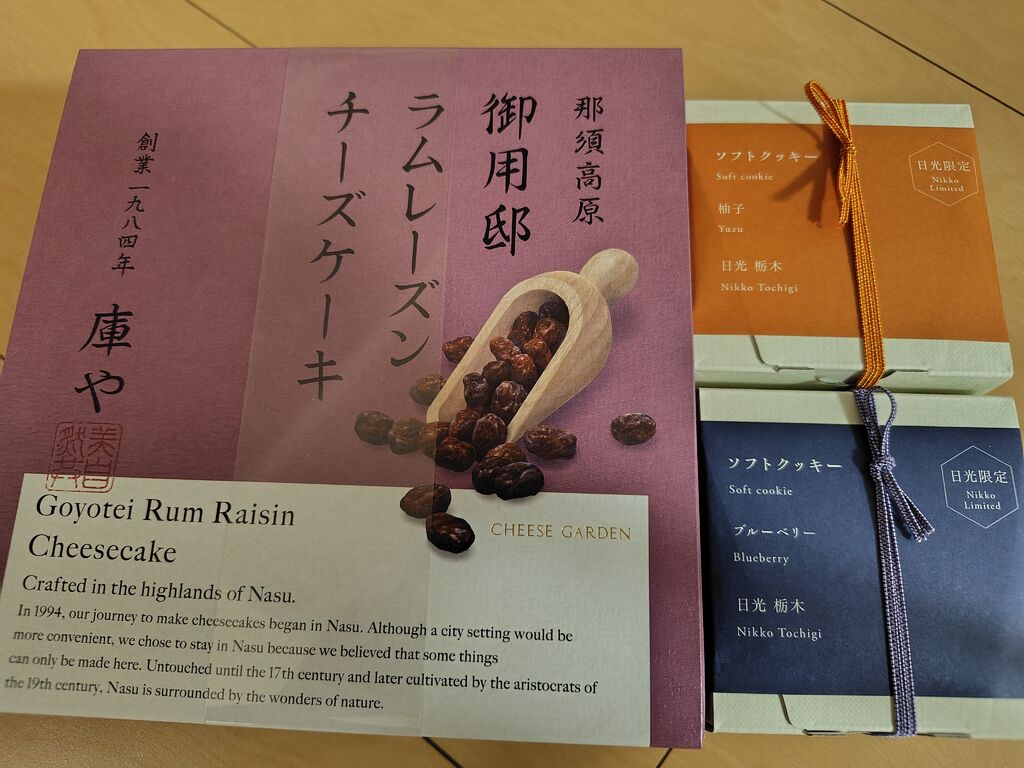 那須高原
御用邸
ラムレーズン
チーズケーキ
創業一九八四年
庫や
Goyotei Rum Raisin
Cheesecake
CHEESE GARDEN
Crafted in the highlands of Nasu.
In 1994, our journey to make cheesecakes began in Nasu. Although a city setting would be
more convenient, we chose to stay in Nasu because we believed that some things
can only be made here. Untouched until the 17th century and later cultivated by the aristocrats of
the 19th century, Nasu is surrounded by the wonders of nature.
ソフトクッキー
Soft cookie
柚子
Yuzu
日光 栃木
Nikko Tochigi
日光限定
Nikko
Limited
ソフトクッキー
Soft cookie
ブルーベリー
Blueberry
日光 栃木
Nikko Tochigi
日光限定
Nikko
Limited